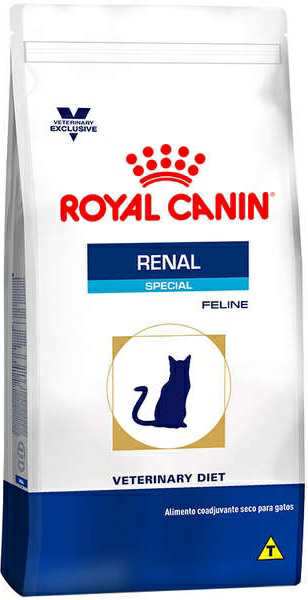 VETERINARY
EXCLUSIVE
ROYAL CANIN
RENAL
SPECIAL
FELINE
VETERINARY DIET
Alimento coadjuvante seco para gatos
T